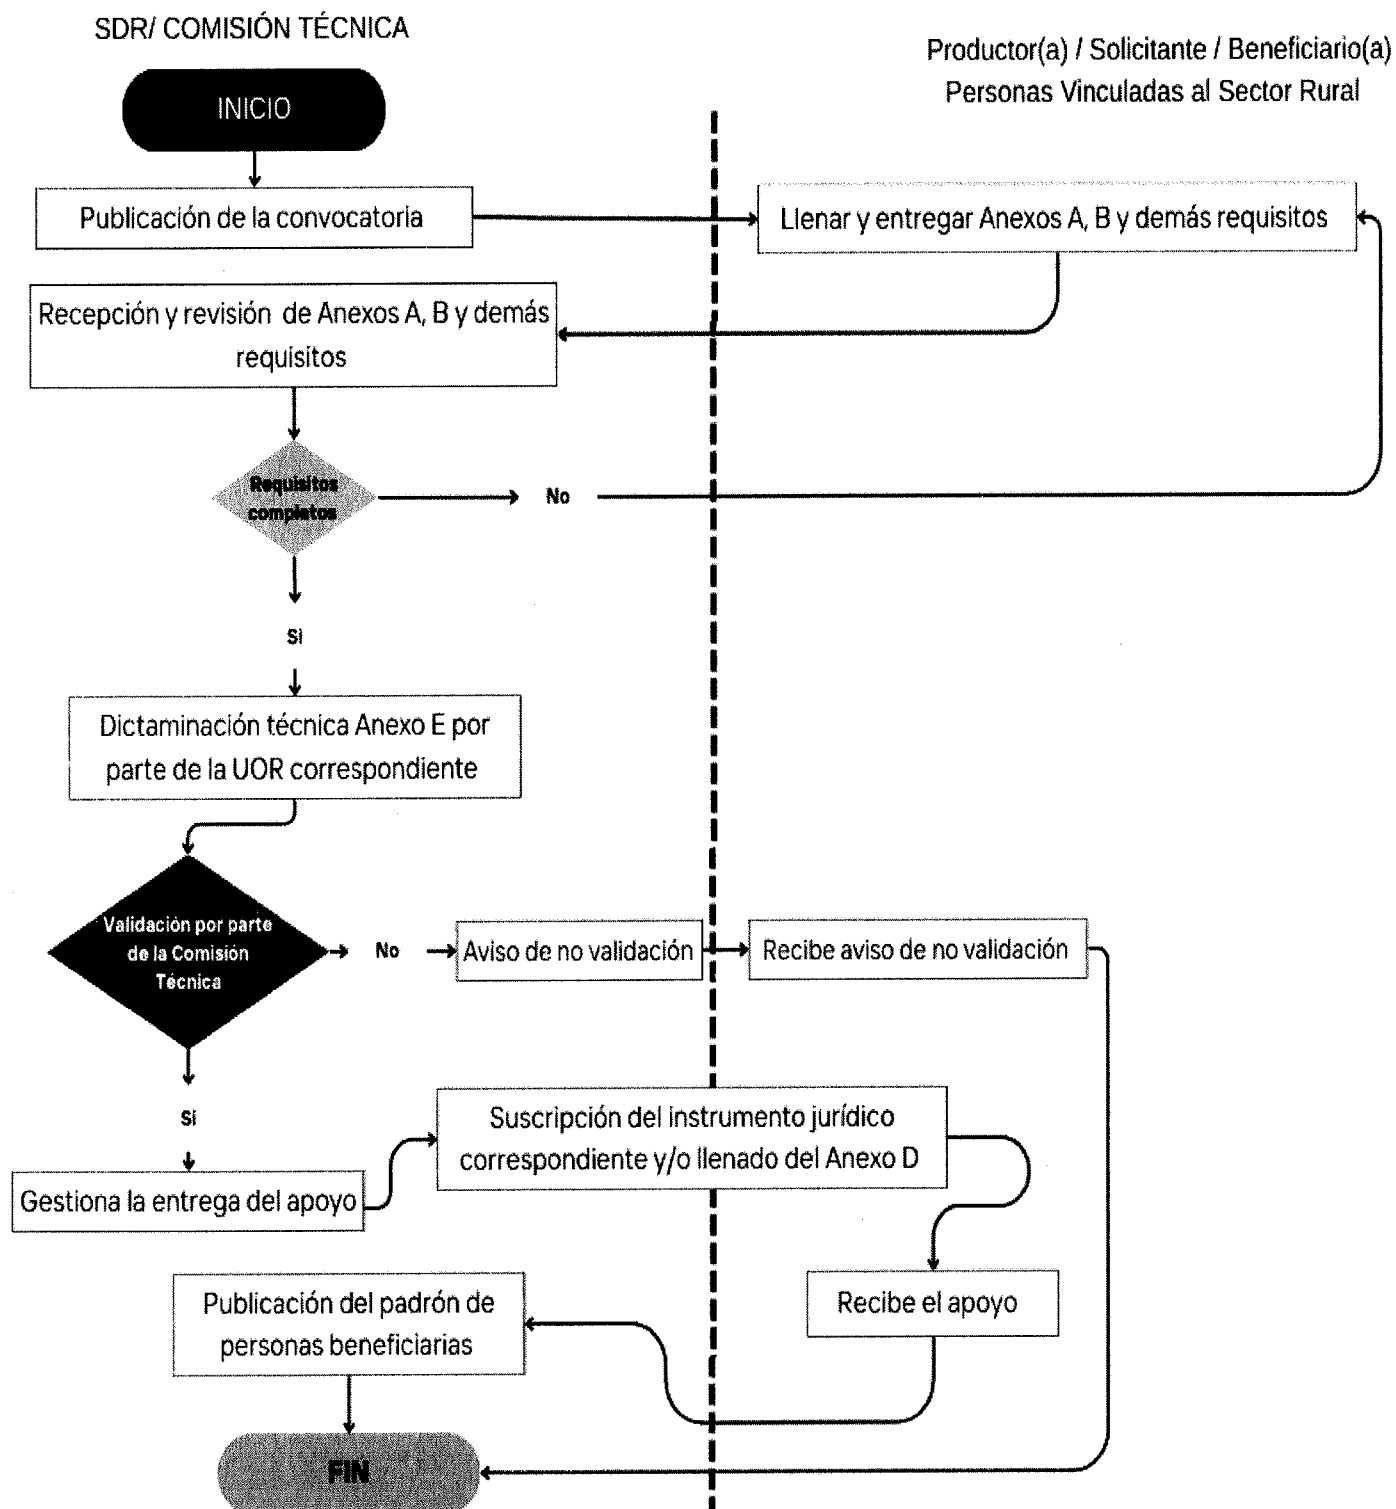 SDR/ COMISIÓN TÉCNICA
Productor(a) / Solicitante / Beneficiario(a)
Personas Vinculadas al Sector Rural
INICIO
Publicación de la convocatoria
Llenar y entregar Anexos A, B y demás requisitos
Recepción y revisión de Anexos A, B y demás
requisitos
Requisitos
completos
No
Si
Dictaminación técnica Anexo E por
parte de la UOR correspondiente
Validación por parte
de la Comisión
Técnica
No
Aviso de no validación
Recibe aviso de no validación
Si
Gestiona la entrega del apoyo
Suscripción del instrumento jurídico
correspondiente y/o llenado del Anexo D
Recibe el apoyo
Publicación del padrón de
personas beneficiarias
FIN